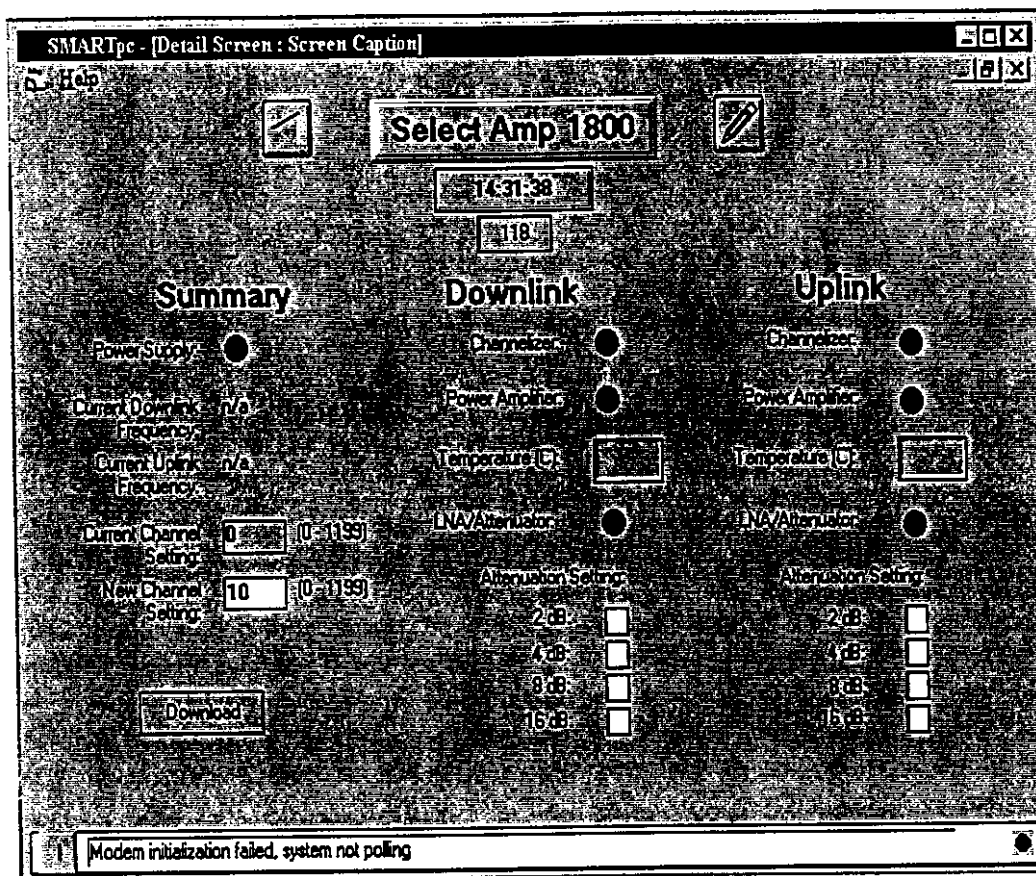 SMARTpc - [Detail Screen : Screen Caption]
Help
Select Amp 1800
14:31:38
118
Summary
Power Supply:
Current Downlink Frequency: n/a
Current Uplink Frequency: n/a
Current Channel Setting: 0 (0 - 1199)
New Channel Setting: 10 (0 - 1199)
Download
Downlink
Channelizer:
Power Amplifier:
Temperature (C):
LNA/Attenuator:
Attenuation Setting:
2 dB:
4 dB:
8 dB:
16 dB:
Uplink
Channelizer:
Power Amplifier:
Temperature (C):
LNA/Attenuator:
Attenuation Setting:
2 dB:
4 dB:
8 dB:
16 dB:
Modem initialization failed, system not polling